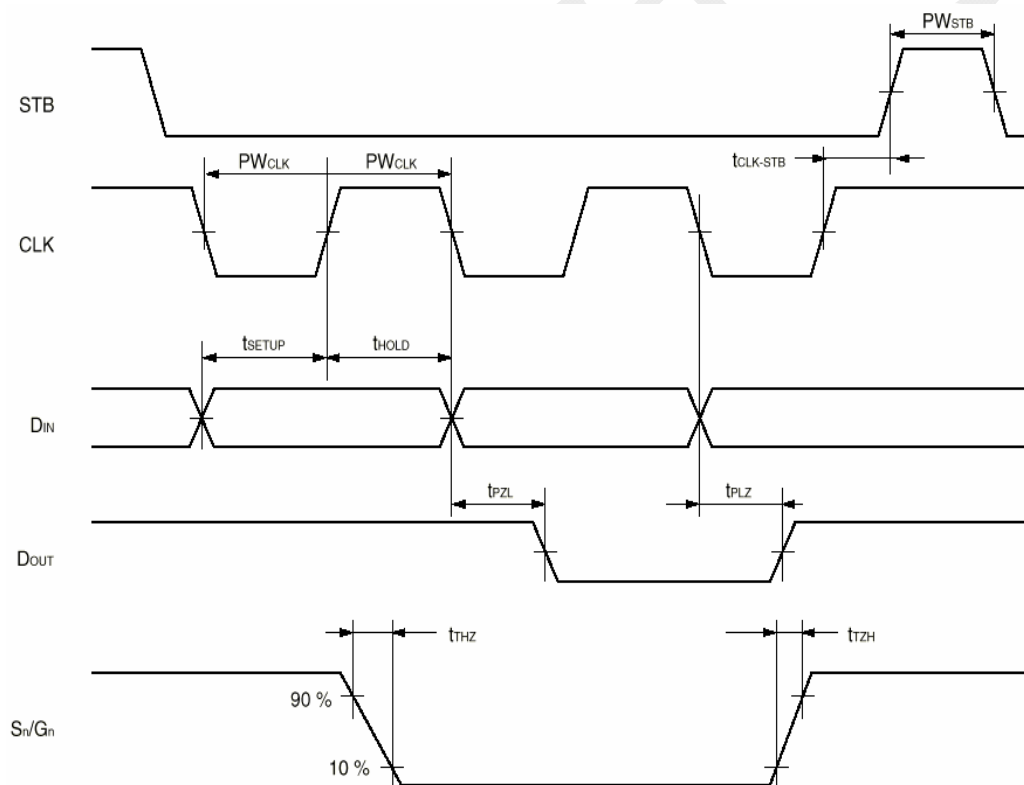 PWSTB
STB
tCLK-STB
PWCLK PWCLK
CLK
tSETUP tHOLD
DIN
tPZL tPLZ
DOUT
tTHZ tTZH
90 %
Sn/Gn
10 %